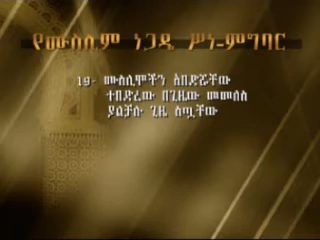 የሙስሊም ነጋዴ ሥነ-ምግባር
19- ሙስሊሞችን አበድሯቸው
ተበድረው በጊዜው መመለስ
ያልቻሉ ጊዜ ስጧቸው